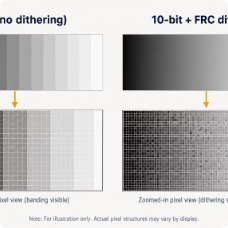 no dithering)
10-bit + FRC di
ixel view (banding visible)
Zoomed-in pixel view (dithering
Note: For illustration only. Actual pixel structures may vary by display.